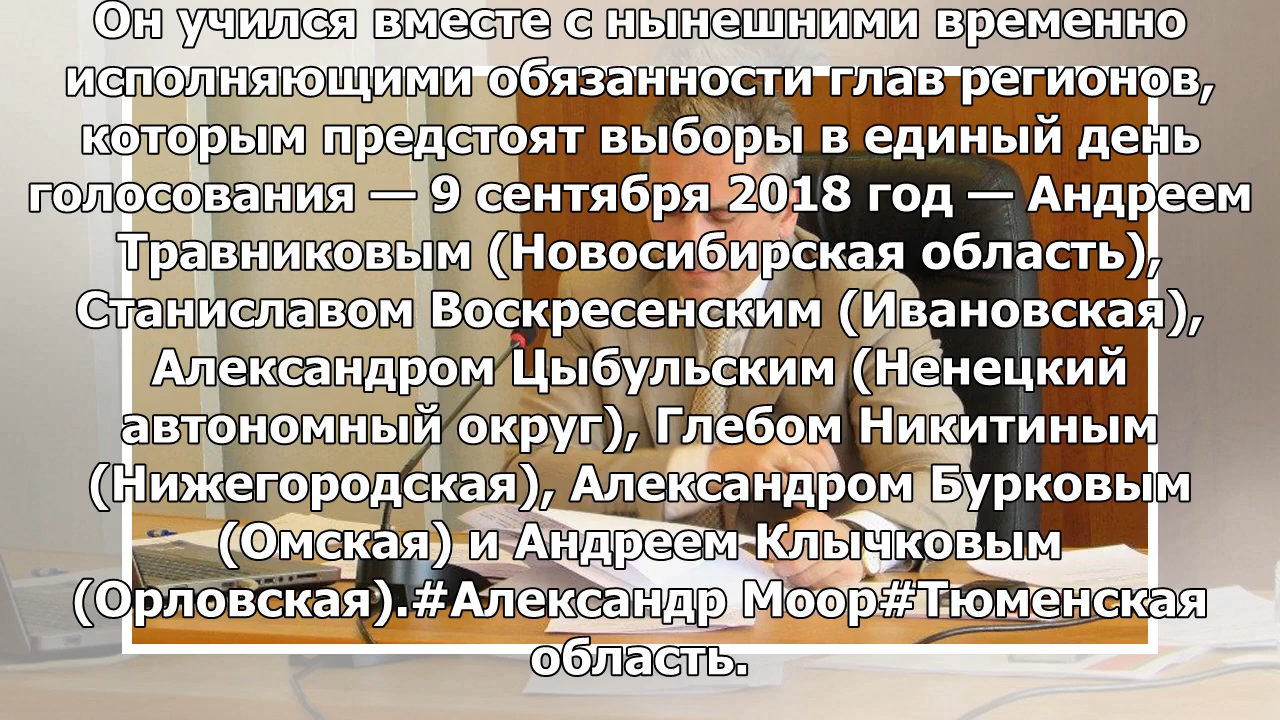 Он учился вместе с нынешними временно
исполняющими обязанности глав регионов,
которым предстоят выборы в единый день
голосования — 9 сентября 2018 год — Андреем
Травниковым (Новосибирская область),
Станиславом Воскресенским (Ивановская),
Александром Цыбульским (Ненецкий
автономный округ), Глебом Никитиным
(Нижегородская), Александром Бурковым
(Омская) и Андреем Клычковым
(Орловская).#Александр Моор#Тюменская
область.